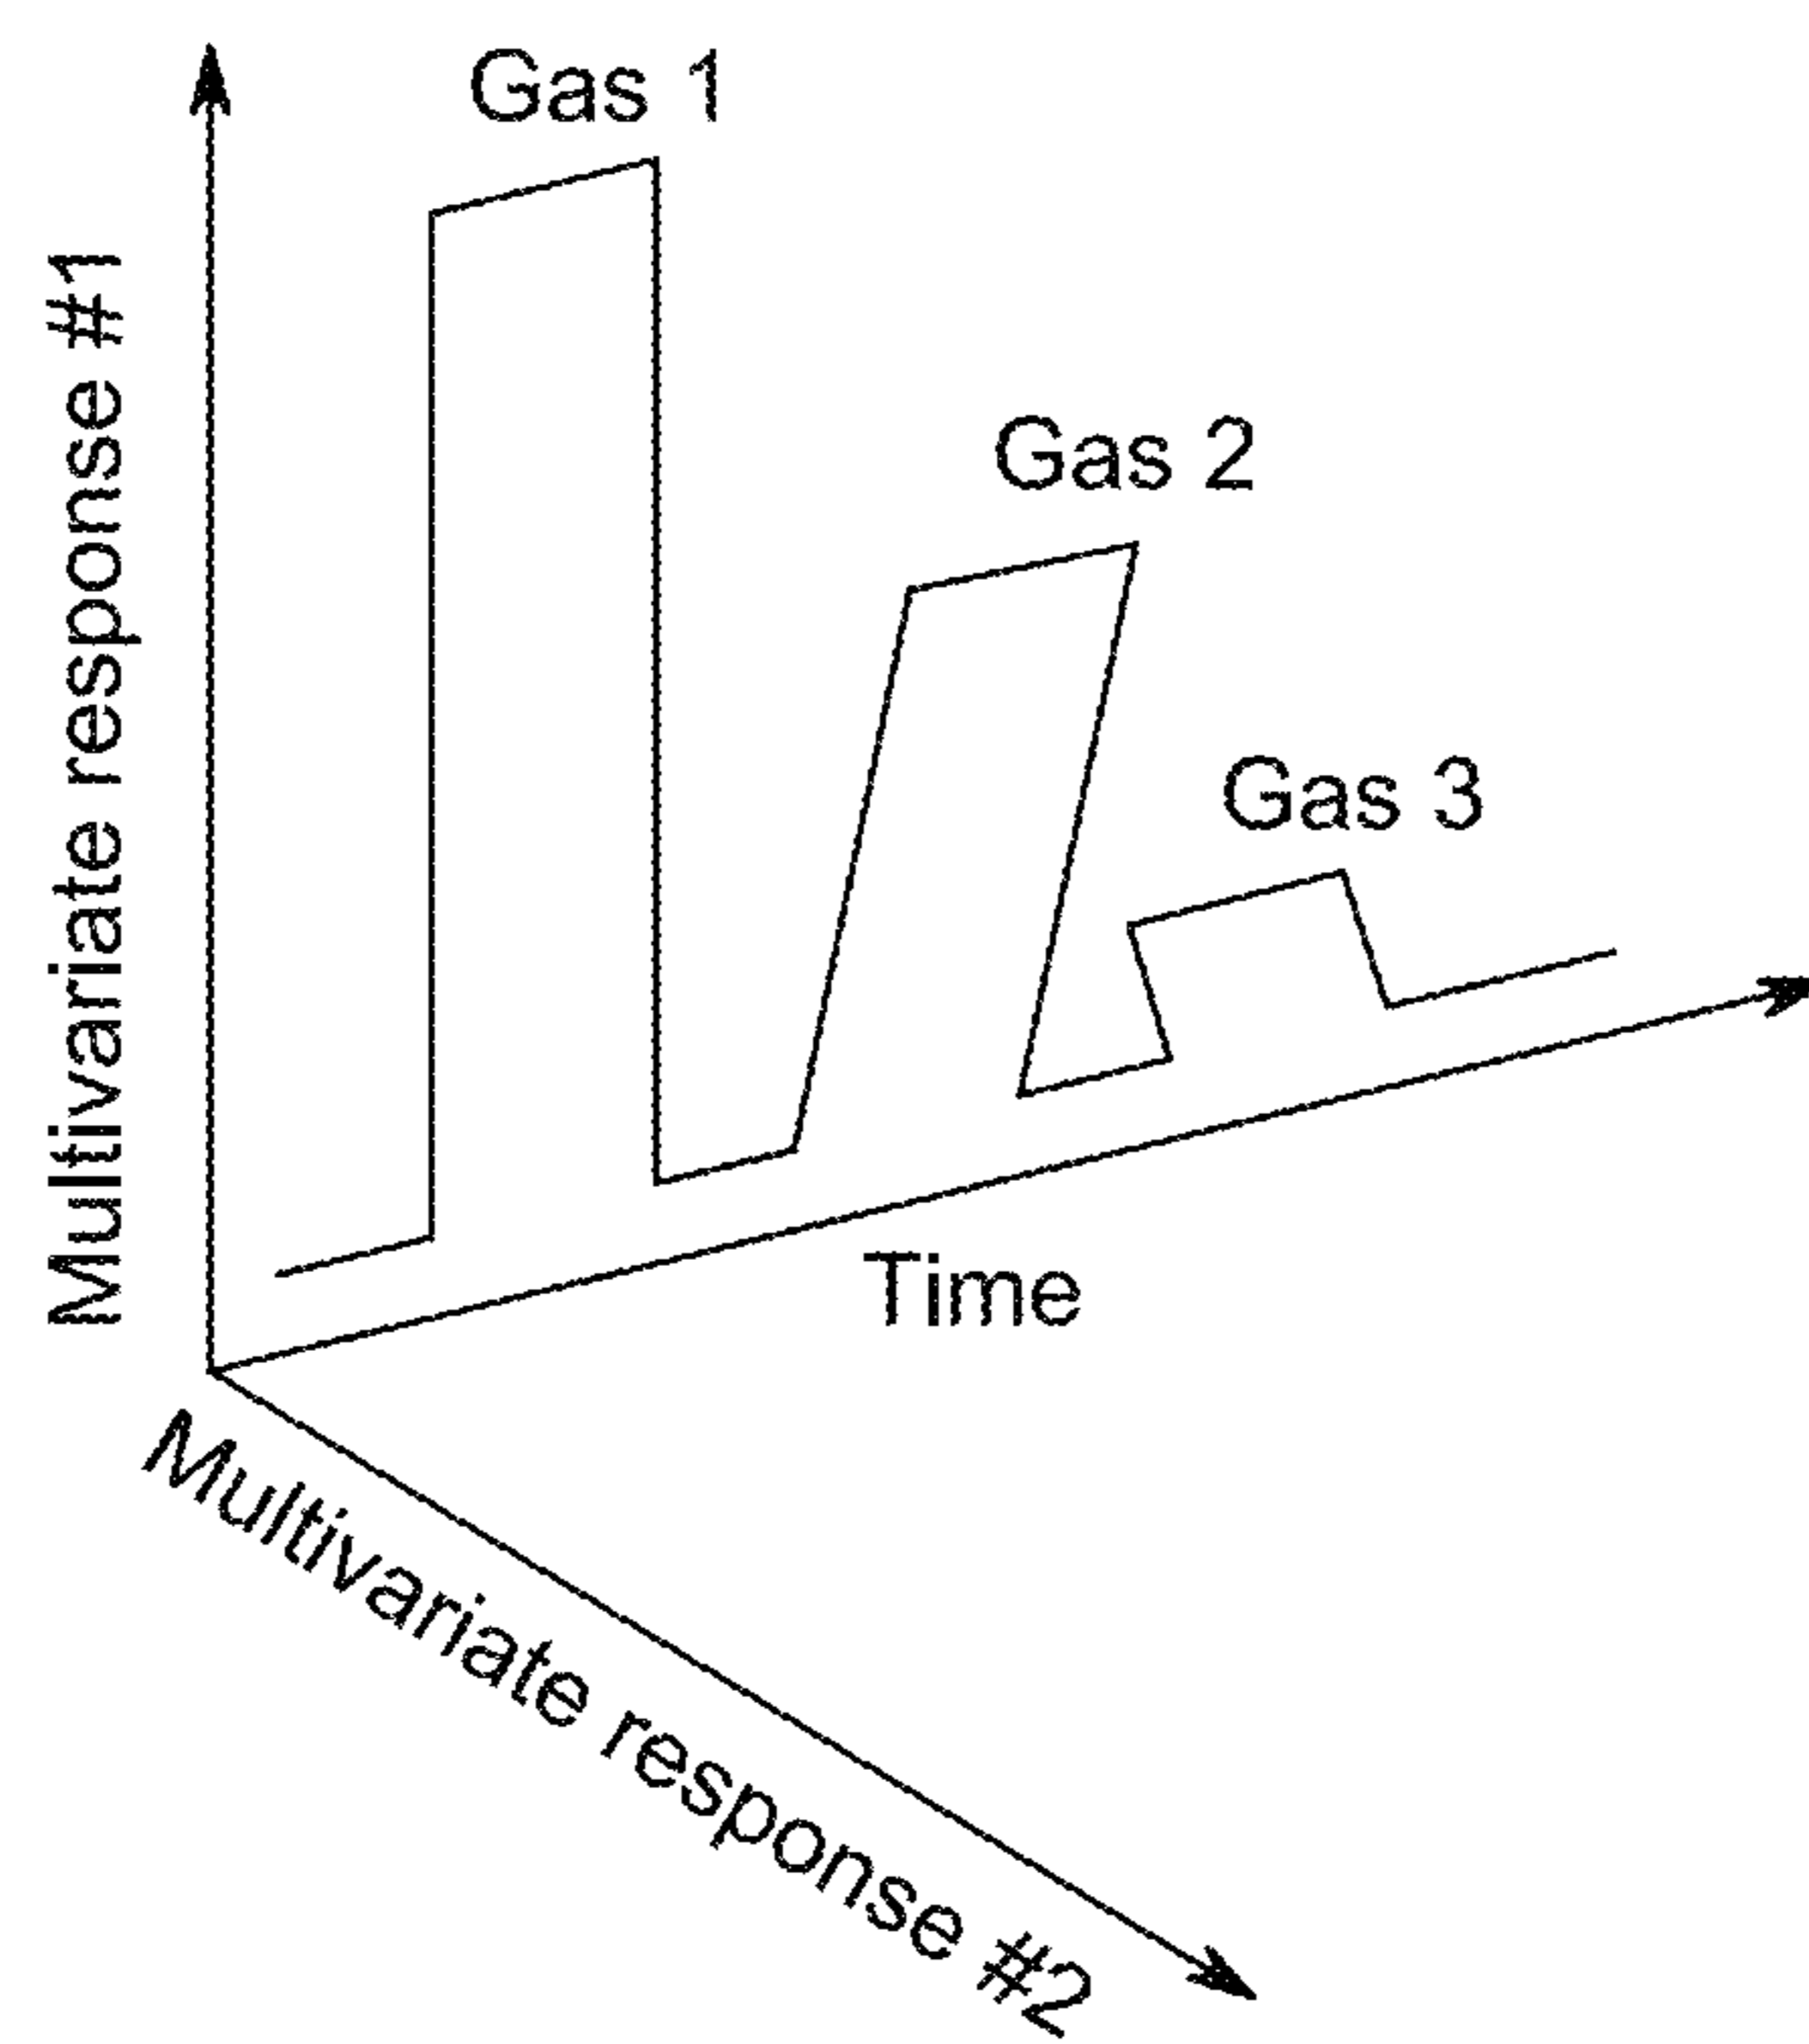 Gas 1
Multivariate response #1
Gas 2
Gas 3
Time
Multivariate response #2